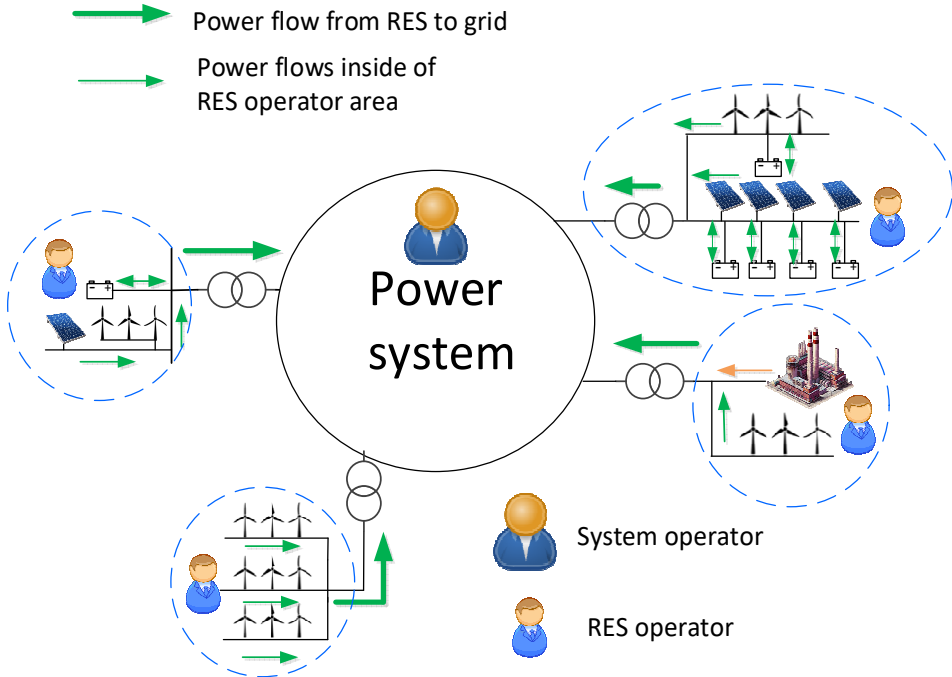 Power flow from RES to grid
Power flows inside of
RES operator area
Power
system
System operator
RES operator